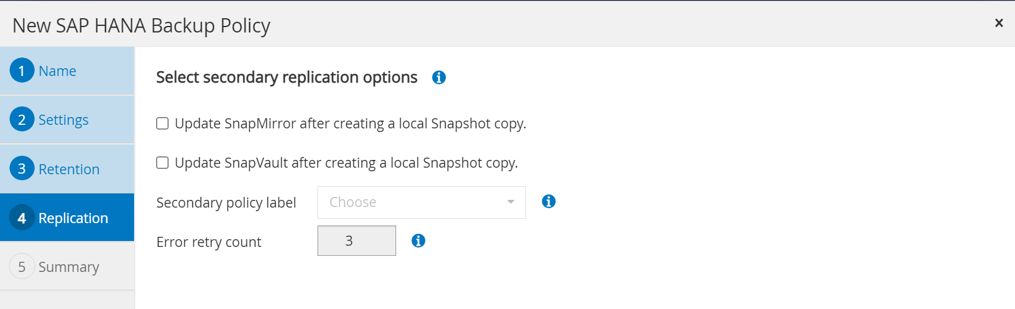 New SAP HANA Backup Policy
×
1 Name
2 Settings
3 Retention
4 Replication
5 Summary
Select secondary replication options i
Update SnapMirror after creating a local Snapshot copy.
Update SnapVault after creating a local Snapshot copy.
Secondary policy label Choose i
Error retry count 3 i